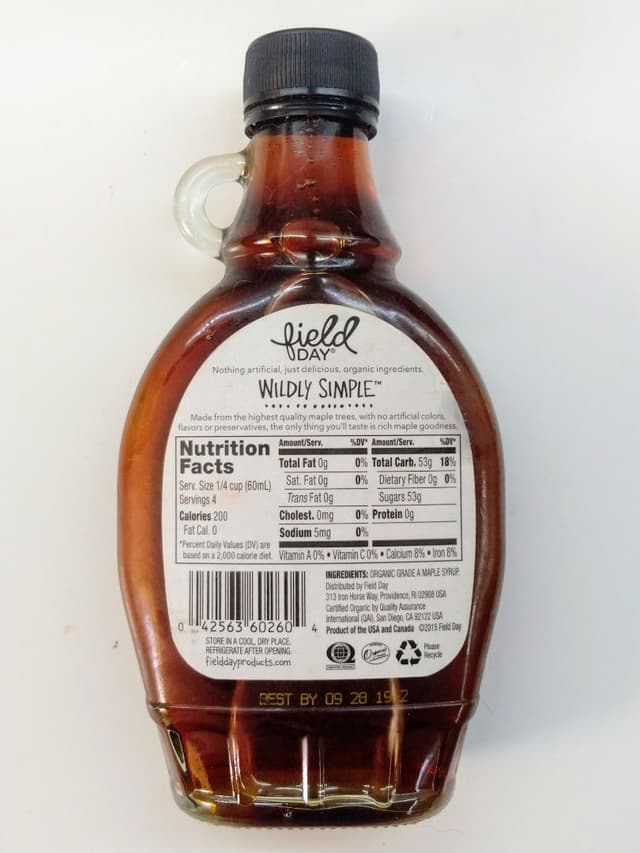 field
DAY®
Nothing artificial, just delicious, organic ingredients.
WILDLY SIMPLE™
Made from the highest quality maple trees, with no artificial colors,
flavors or preservatives, the only thing you'll taste is rich maple goodness.
Nutrition
Facts
Serv. Size 1/4 cup (60mL)
Servings 4
Calories 200
Fat Cal. 0
*Percent Daily Values (DV) are
based on a 2,000 calorie diet.
Amount/Serv. %DV* Amount/Serv. %DV*
Total Fat 0g 0% Total Carb. 53g 18%
Sat. Fat 0g 0% Dietary Fiber 0g 0%
Trans Fat 0g Sugars 53g
Cholest. 0mg 0% Protein 0g
Sodium 5mg 0%
Vitamin A 0% • Vitamin C 0% • Calcium 8% • Iron 8%
INGREDIENTS: ORGANIC GRADE A MAPLE SYRUP.
Distributed by Field Day
313 Iron Horse Way, Providence, RI 02908 USA
Certified Organic by Quality Assurance
International (QAI), San Diego, CA 92122 USA
Product of the USA and Canada ©2015 Field Day
0 42563 60260 4
STORE IN A COOL, DRY PLACE.
REFRIGERATE AFTER OPENING.
fielddayproducts.com
Organic
Please
Recycle
BEST BY 09 28 19 2